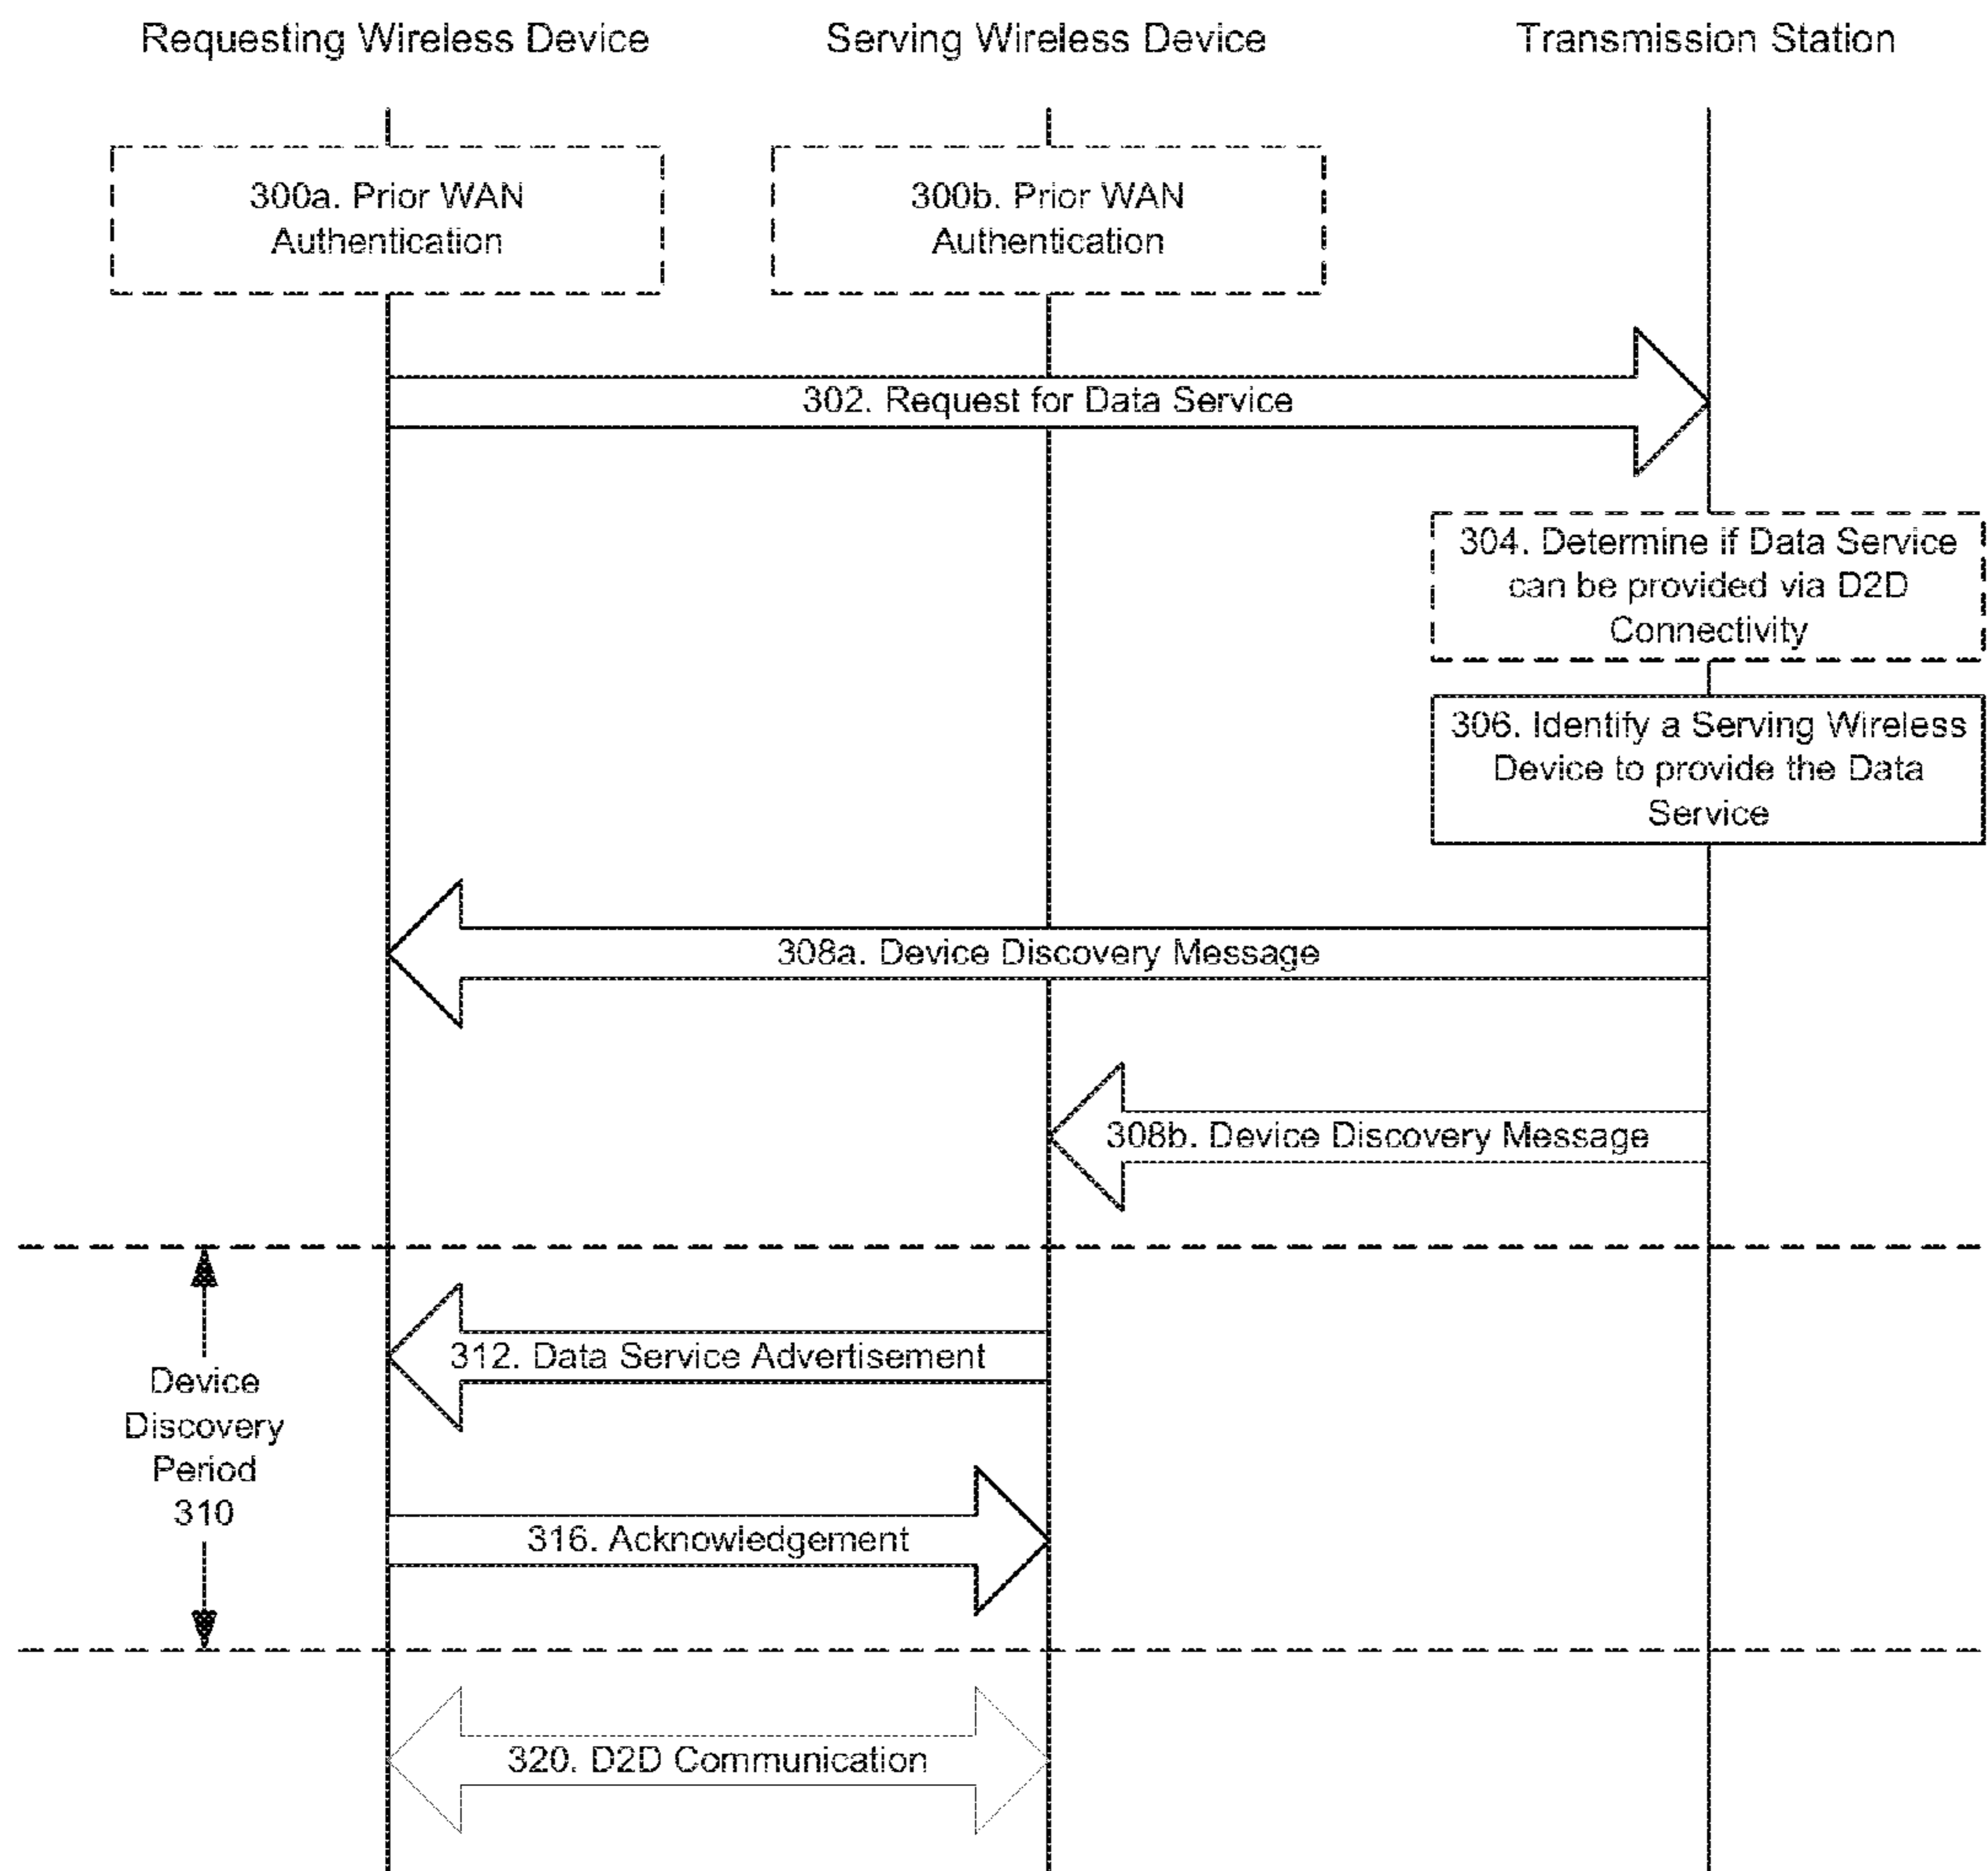 Requesting Wireless Device
Serving Wireless Device
Transmission Station
300a. Prior WAN
Authentication
300b. Prior WAN
Authentication
302. Request for Data Service
304. Determine if Data Service
can be provided via D2D
Connectivity
306. Identify a Serving Wireless
Device to provide the Data
Service
308a. Device Discovery Message
308b. Device Discovery Message
312. Data Service Advertisement
Device
Discovery
Period
310
316. Acknowledgement
320. D2D Communication